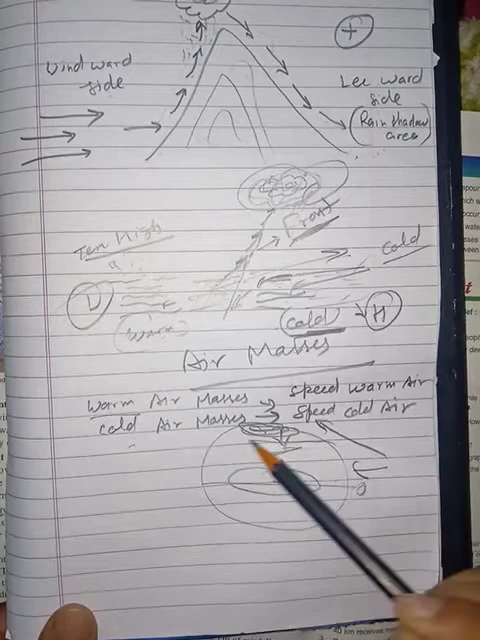 Wind ward
side
Lee ward
side
(Rain shadow
area)
Front
Tem High
cold
L
(warm)
(cold)
H
Air Masses
Warm Air Masses
speed warm Air
cold Air Masses
speed cold Air